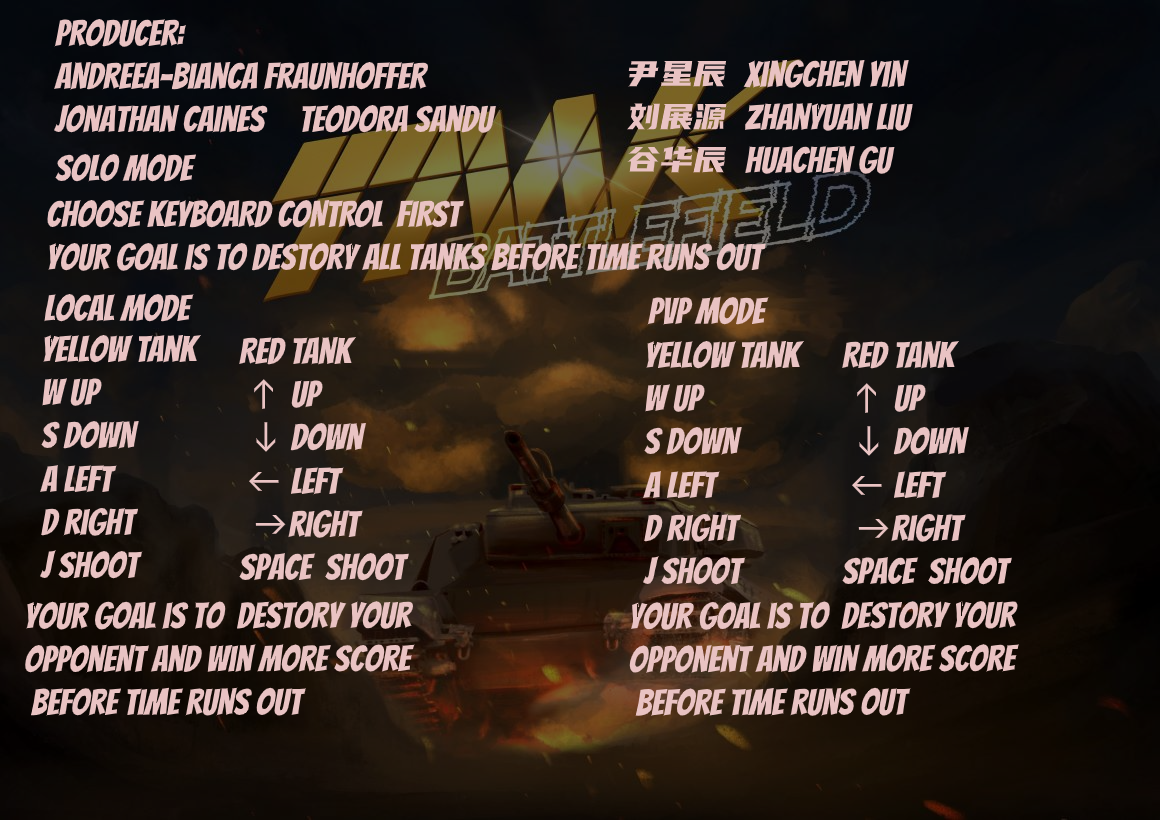 PRODUCER:
ANDREEA-BIANCA FRAUNHOFFER
JONATHAN CAINES TEODORA SANDU
尹星辰 XINGCHEN YIN
刘展源 ZHANYUAN LIU
谷华辰 HUACHEN GU
TANK
BATTLEFEELD
SOLO MODE
CHOOSE KEYBOARD CONTROL FIRST
YOUR GOAL IS TO DESTORY ALL TANKS BEFORE TIME RUNS OUT
LOCAL MODE
YELLOW TANK RED TANK
W UP ↑ UP
S DOWN ↓ DOWN
A LEFT ← LEFT
D RIGHT → RIGHT
J SHOOT SPACE SHOOT
YOUR GOAL IS TO DESTORY YOUR
OPPONENT AND WIN MORE SCORE
BEFORE TIME RUNS OUT
PVP MODE
YELLOW TANK RED TANK
W UP ↑ UP
S DOWN ↓ DOWN
A LEFT ← LEFT
D RIGHT → RIGHT
J SHOOT SPACE SHOOT
YOUR GOAL IS TO DESTORY YOUR
OPPONENT AND WIN MORE SCORE
BEFORE TIME RUNS OUT